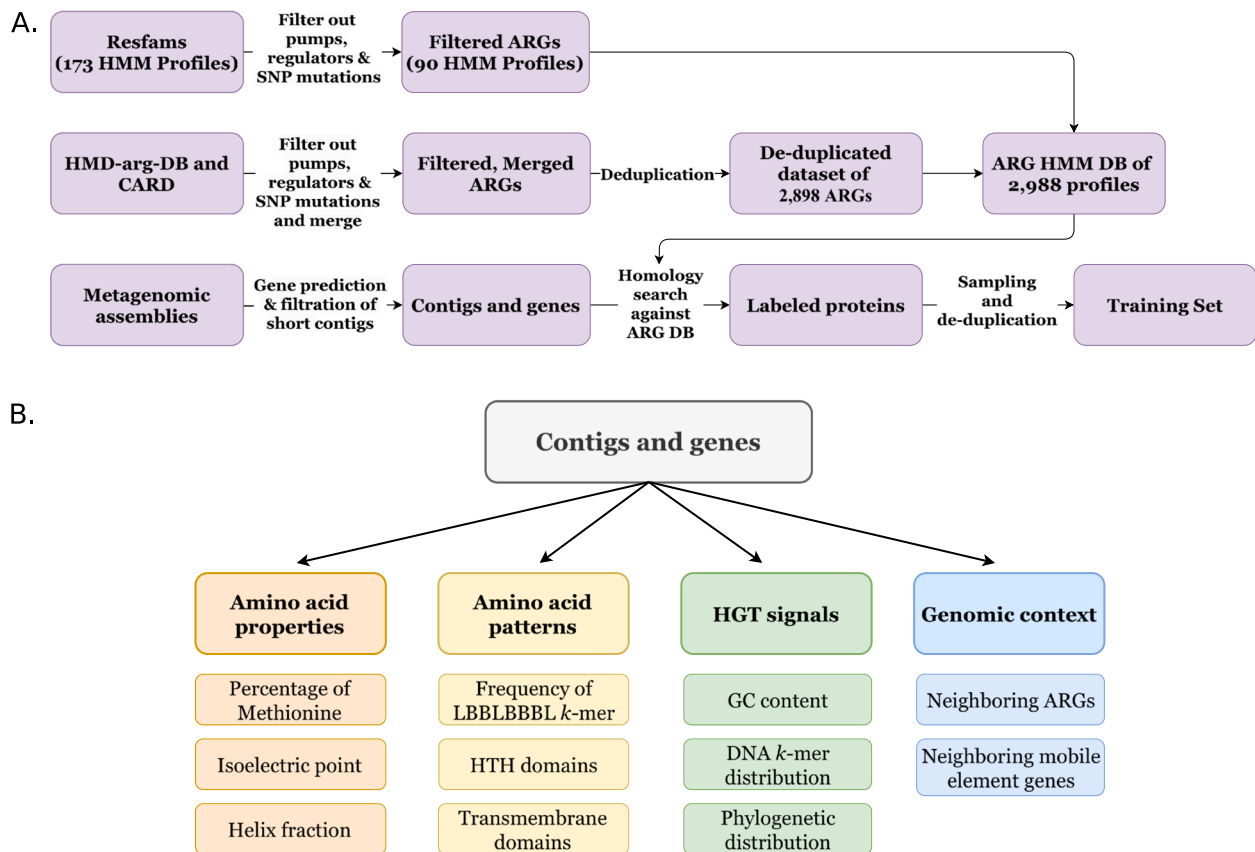 A.
Resfams
(173 HMM Profiles)
Filter out
pumps,
regulators &
SNP mutations
Filtered ARGs
(90 HMM Profiles)
HMD-arg-DB and
CARD
Filter out
pumps,
regulators &
SNP mutations
and merge
Filtered, Merged
ARGs
Deduplication
De-duplicated
dataset of
2,898 ARGs
ARG HMM DB of
2,988 profiles
Metagenomic
assemblies
Gene prediction
& filtration of
short contigs
Contigs and genes
Homology
search
against
ARG DB
Labeled proteins
Sampling
and
de-duplication
Training Set
B.
Contigs and genes
Amino acid
properties
Percentage of
Methionine
Isoelectric point
Helix fraction
Amino acid
patterns
Frequency of
LBBLBBBL k-mer
HTH domains
Transmembrane
domains
HGT signals
GC content
DNA k-mer
distribution
Phylogenetic
distribution
Genomic context
Neighboring ARGs
Neighboring mobile
element genes